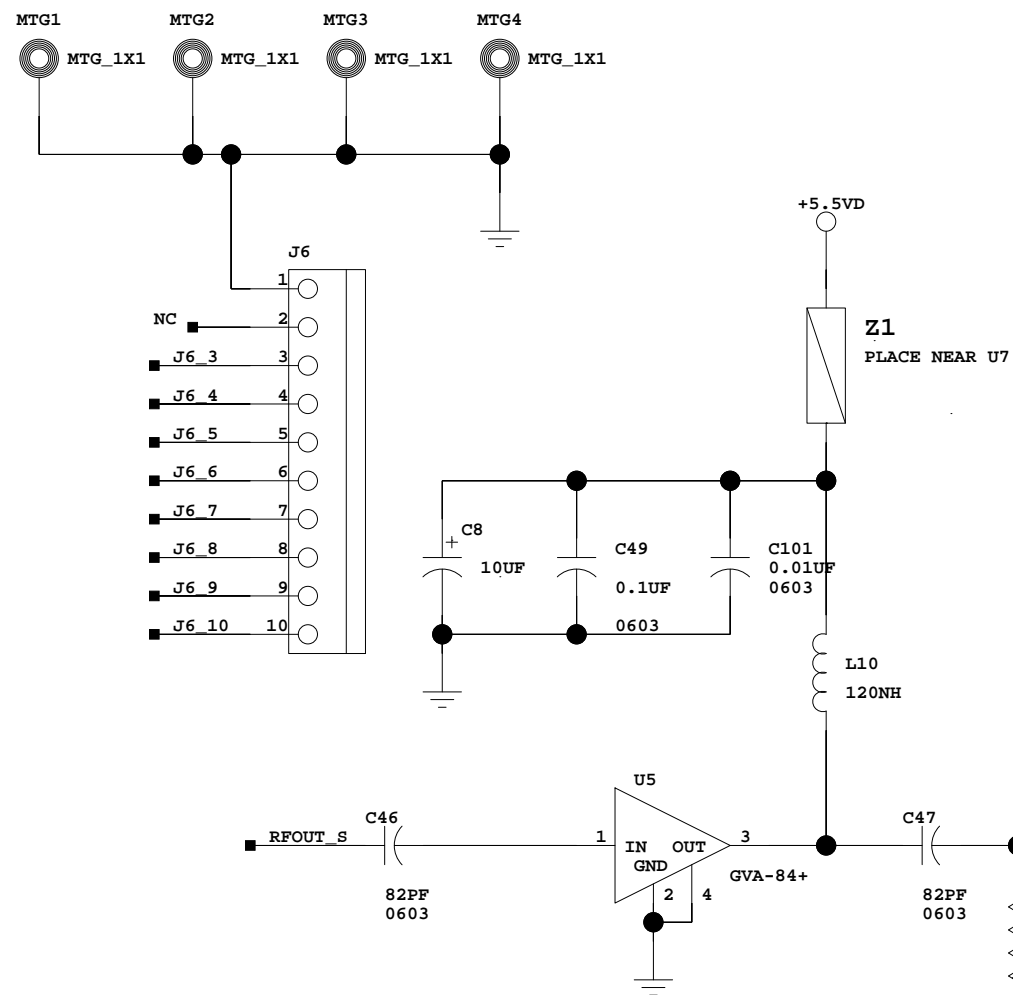 MTG1 MTG2 MTG3 MTG4
MTG_1X1 MTG_1X1 MTG_1X1 MTG_1X1
+5.5VD
J6
1
NC 2
J6_3 3
J6_4 4
J6_5 5
J6_6 6
J6_7 7
J6_8 8
J6_9 9
J6_10 10
Z1
PLACE NEAR U7
+ C8
10UF
C49
0.1UF
0603
C101
0.01UF
0603
L10
120NH
U5
C46
RFOUT_S
82PF
0603
1 IN OUT 3
GND
2 4
GVA-84+
C47
82PF
0603